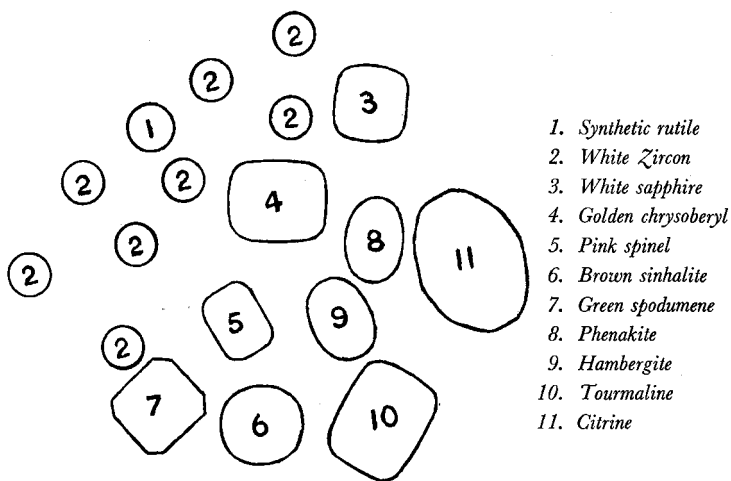 2
2
3
1
2
2
2
4
8
11
2
2
5
9
2
7
6
10
1. Synthetic rutile
2. White Zircon
3. White sapphire
4. Golden chrysoberyl
5. Pink spinel
6. Brown sinhalite
7. Green spodumene
8. Phenakite
9. Hambergite
10. Tourmaline
11. Citrine